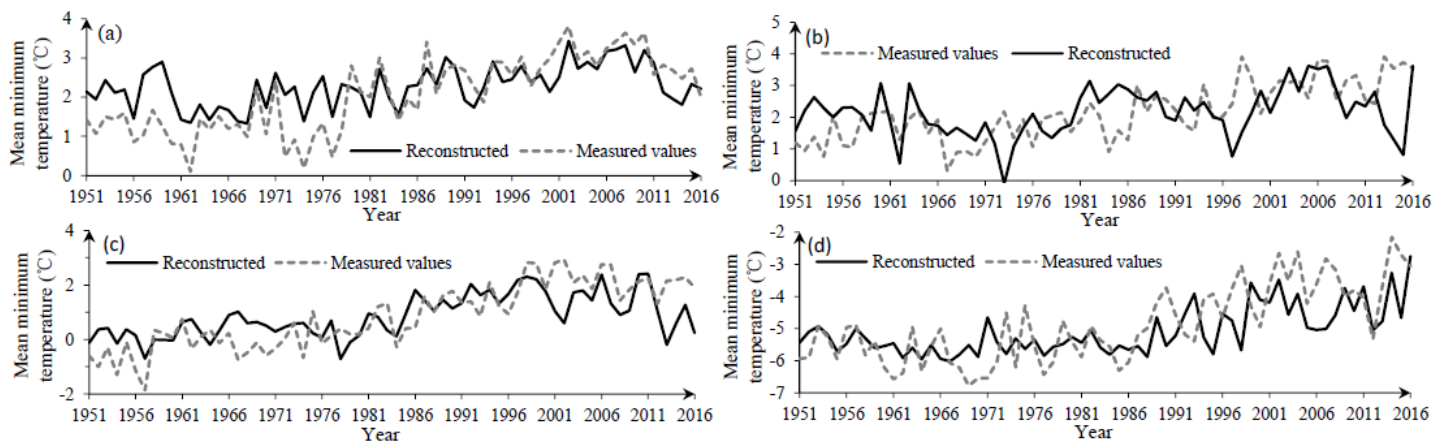 (a)
Mean minimum
temperature (℃)
4
3
2
1
0
Reconstructed
Measured values
1951 1956 1961 1966 1971 1976 1981 1986 1991 1996 2001 2006 2011 2016
Year
(b)
Mean minimum
temperature (℃)
5
4
3
2
1
0
Measured values
Reconstructed
1951 1956 1961 1966 1971 1976 1981 1986 1991 1996 2001 2006 2011 2016
Year
(c)
Mean minimum
temperature (℃)
4
2
0
-2
Reconstructed
Measured values
1951 1956 1961 1966 1971 1976 1981 1986 1991 1996 2001 2006 2011 2016
Year
(d)
Mean minimum
temperature (℃)
-2
-3
-4
-5
-6
-7
Reconstructed
Measured values
1951 1956 1961 1966 1971 1976 1981 1986 1991 1996 2001 2006 2011 2016
Year